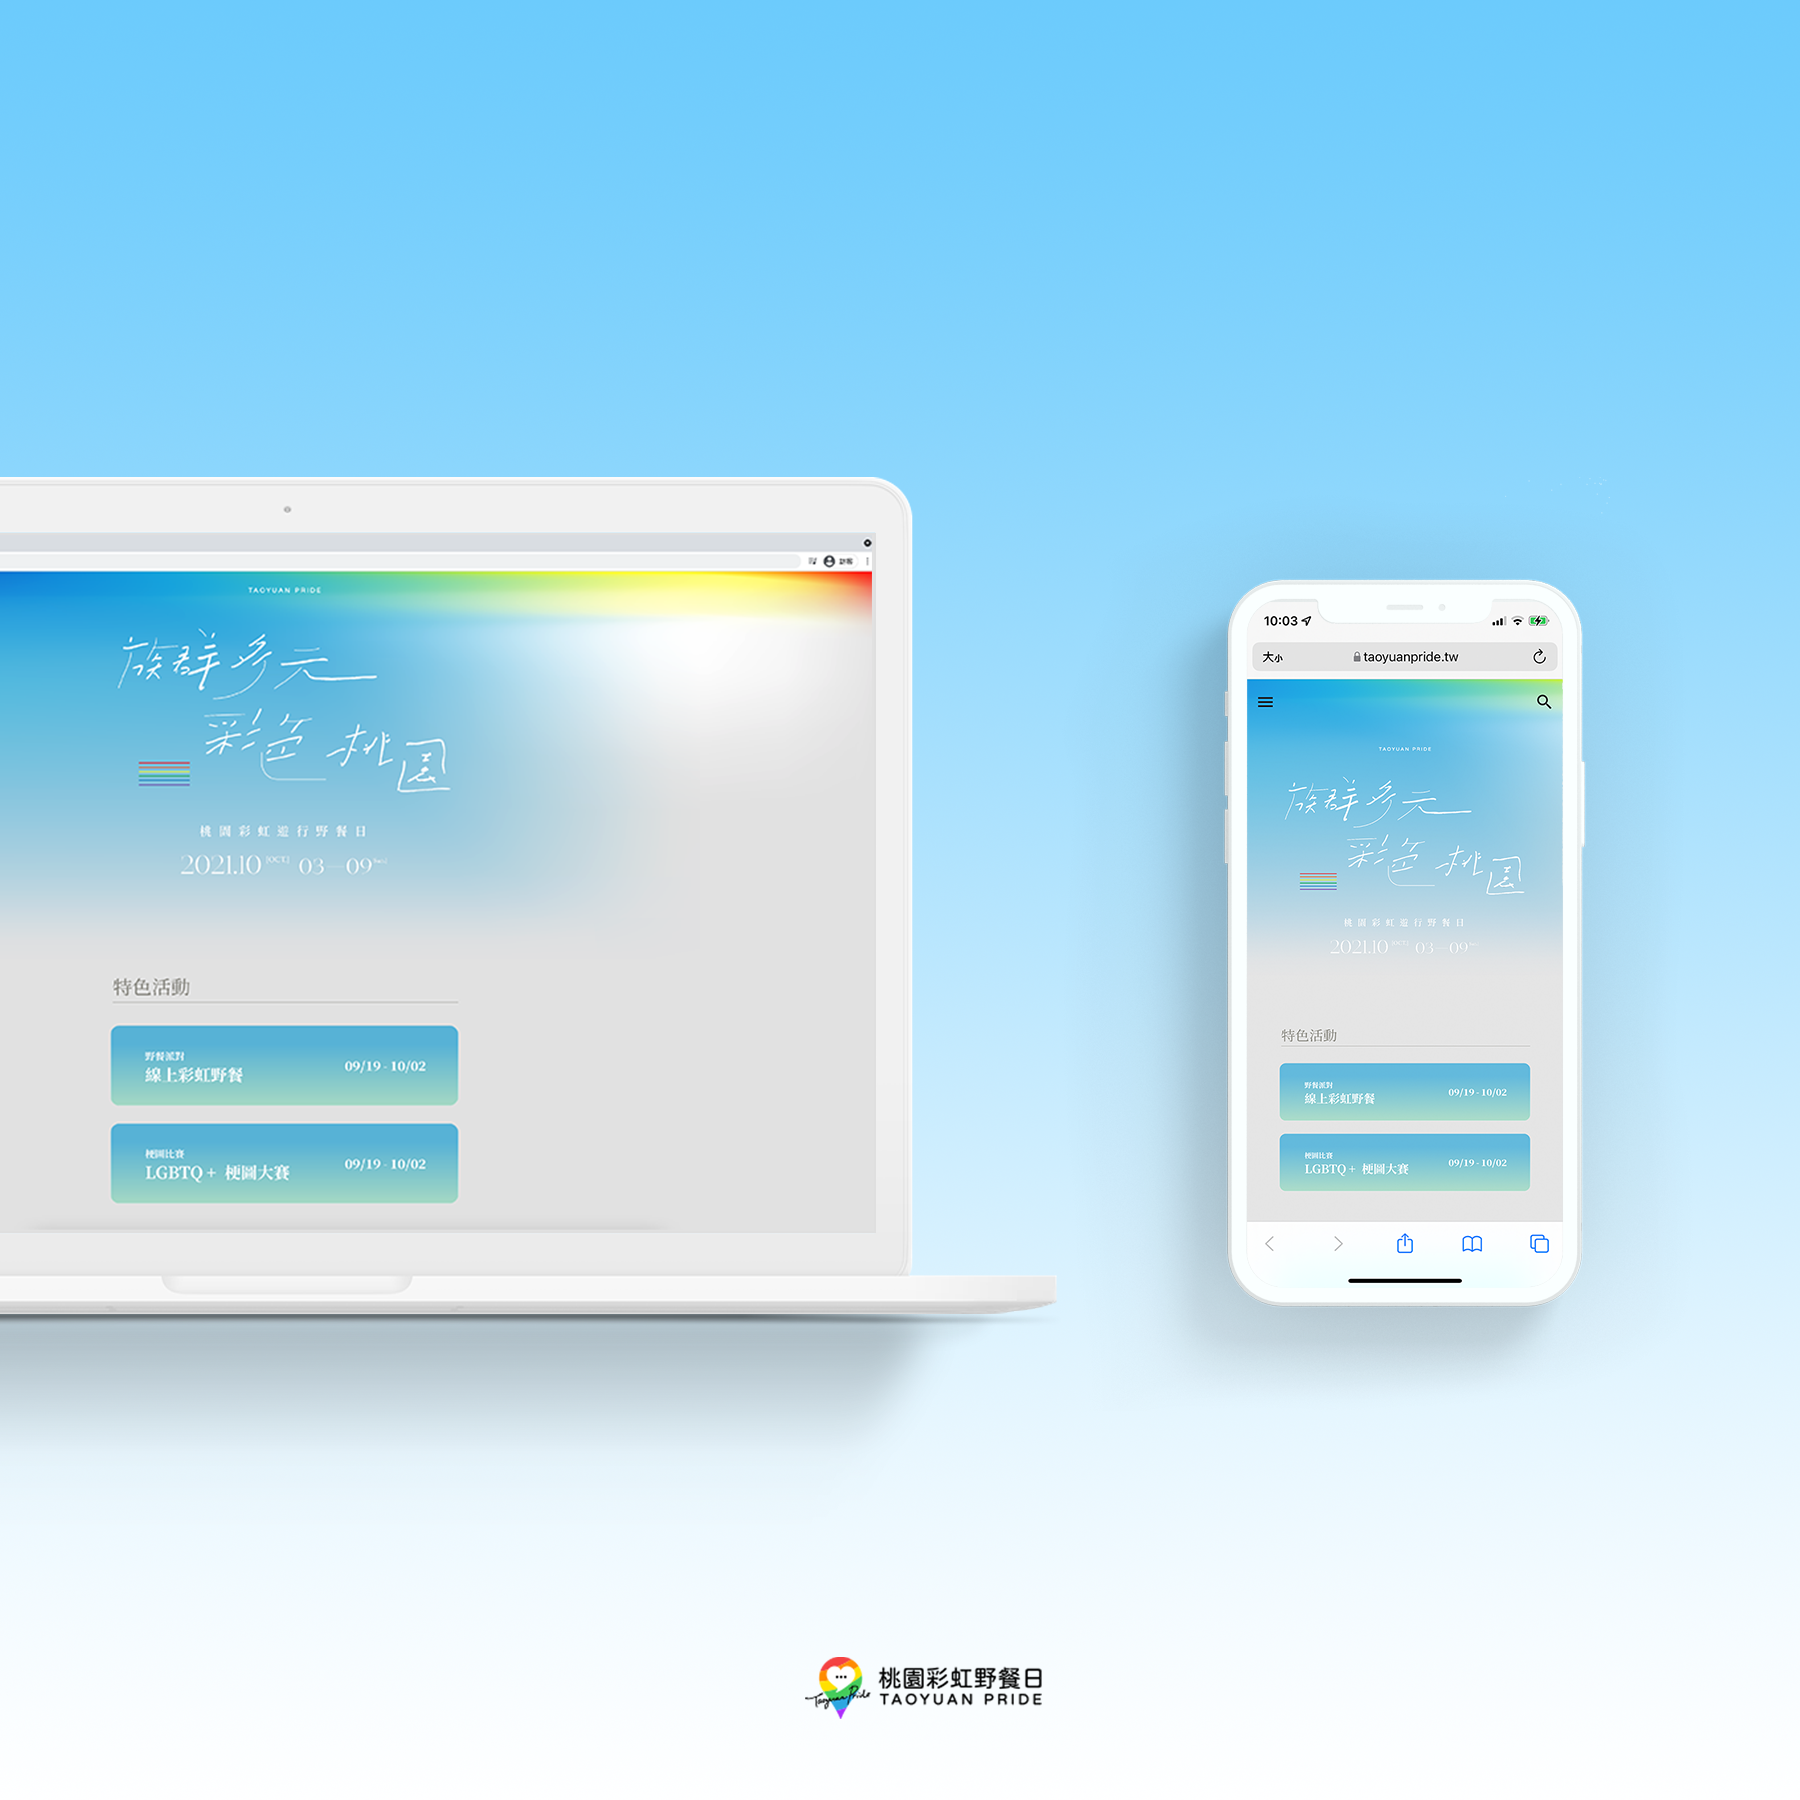 訪客
TAOYUAN PRIDE
族群多元
彩色桃園
桃園彩虹遊行野餐日
2021.10 [OCT.] 03—09
特色活動
野餐派對
線上彩虹野餐
09/19 - 10/02
梗圖比賽
LGBTQ+ 梗圖大賽
09/19 - 10/02
10:03
大小
taoyuanpride.tw
TAOYUAN PRIDE
族群多元
彩色桃園
桃園彩虹遊行野餐日
2021.10 [OCT.] 03—09
特色活動
野餐派對
線上彩虹野餐
09/19 - 10/02
梗圖比賽
LGBTQ+ 梗圖大賽
09/19 - 10/02
Taoyuan Pride
桃園彩虹野餐日
TAOYUAN PRIDE